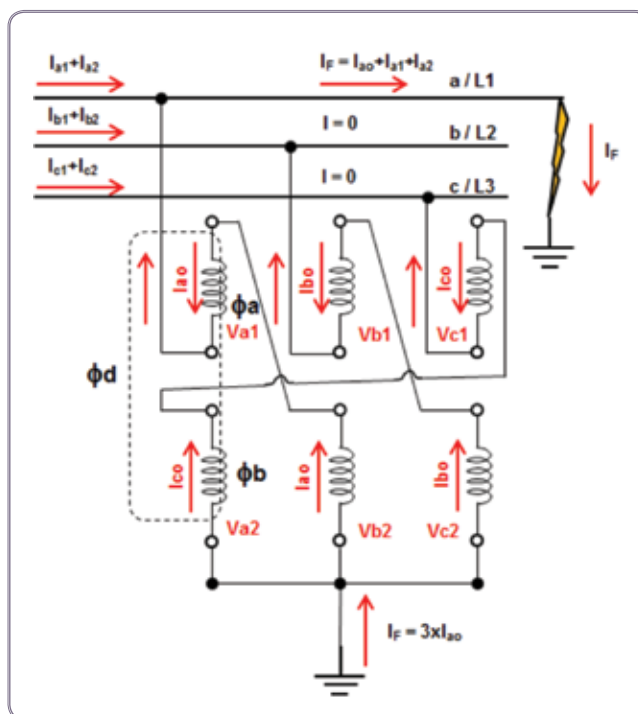 Ia1+Ia2
IF = Iao+Ia1+Ia2
a / L1
Ib1+Ib2
I = 0
b / L2
IF
Ic1+Ic2
I = 0
c / L3
Iao
Ibo
Ico
ϕa
Va1
Vb1
Vc1
ϕd
Ico
ϕb
Iao
Ibo
Va2
Vb2
Vc2
IF = 3xIao